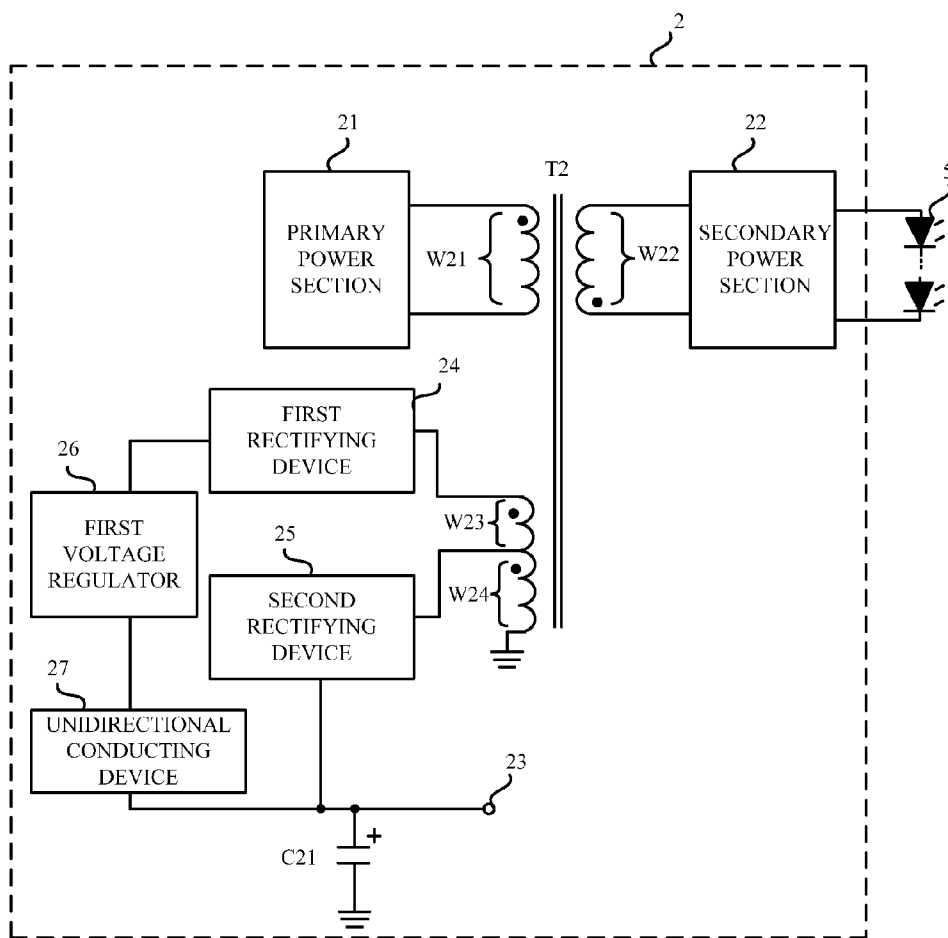 2
21
22
5
T2
PRIMARY
POWER
SECTION
W21
W22
SECONDARY
POWER
SECTION
24
FIRST
RECTIFYING
DEVICE
26
FIRST
VOLTAGE
REGULATOR
W23
25
SECOND
RECTIFYING
DEVICE
W24
27
UNIDIRECTIONAL
CONDUCTING
DEVICE
23
+
C21